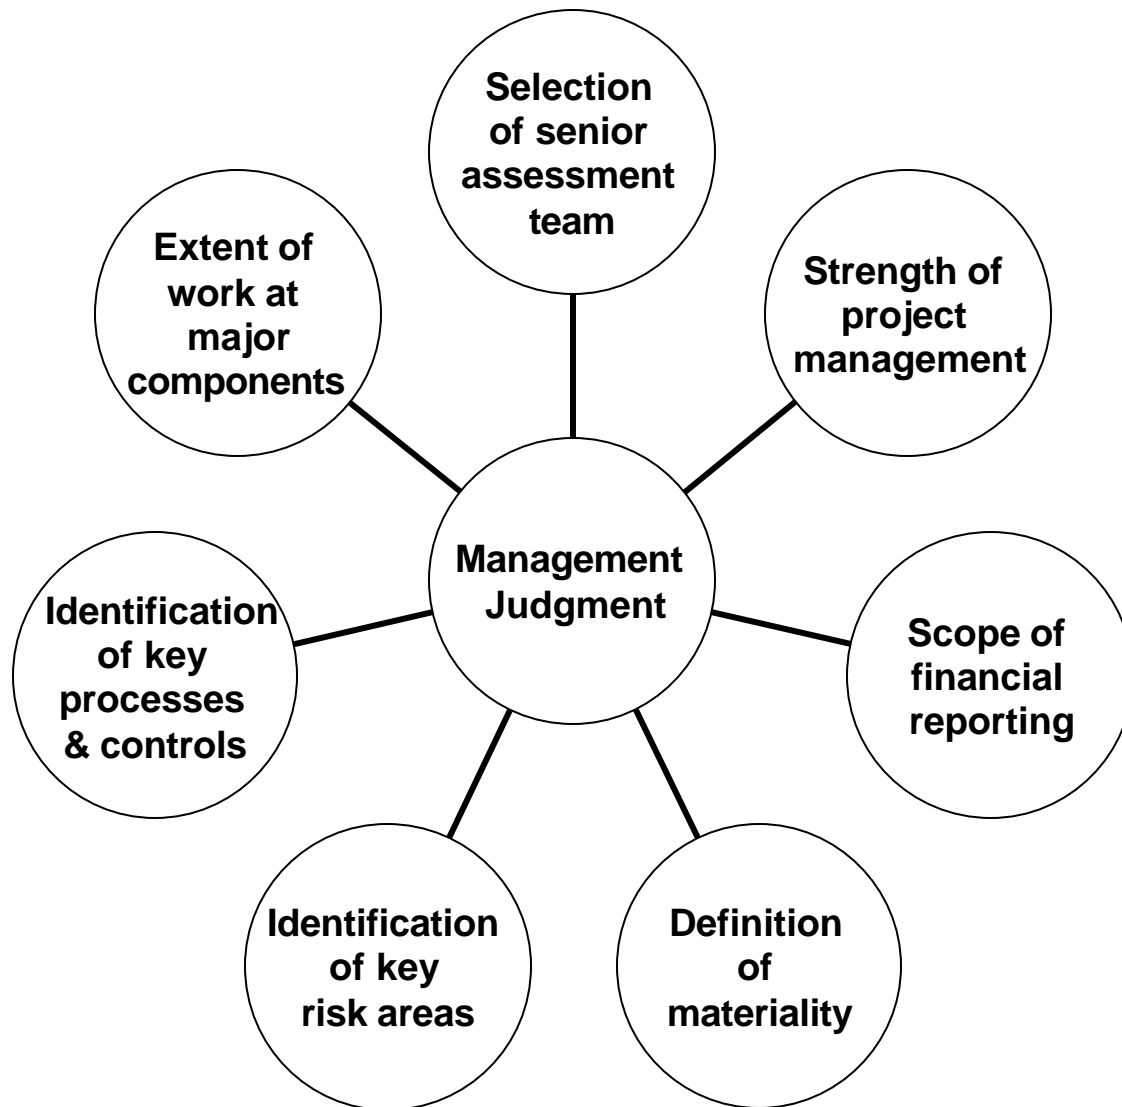 Selection
of senior
assessment
team
Strength of
project
management
Scope of
financial
reporting
Definition
of
materiality
Identification
of key
risk areas
Identification
of key
processes
& controls
Extent of
work at
major
components
Management
Judgment